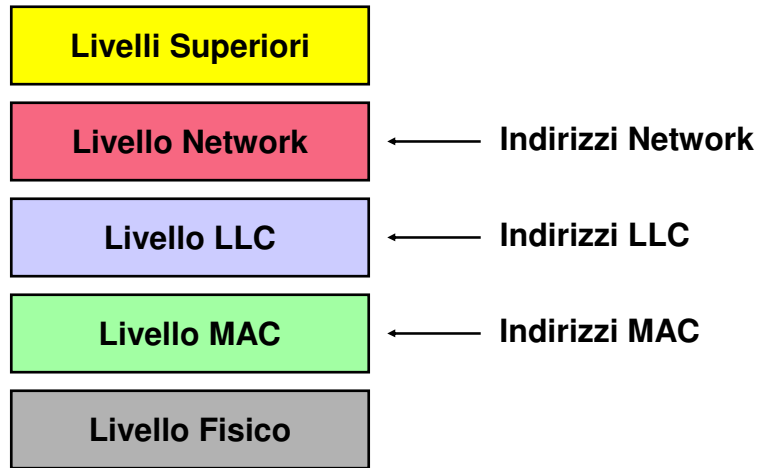 Livelli Superiori
Livello Network
Indirizzi Network
Livello LLC
Indirizzi LLC
Livello MAC
Indirizzi MAC
Livello Fisico